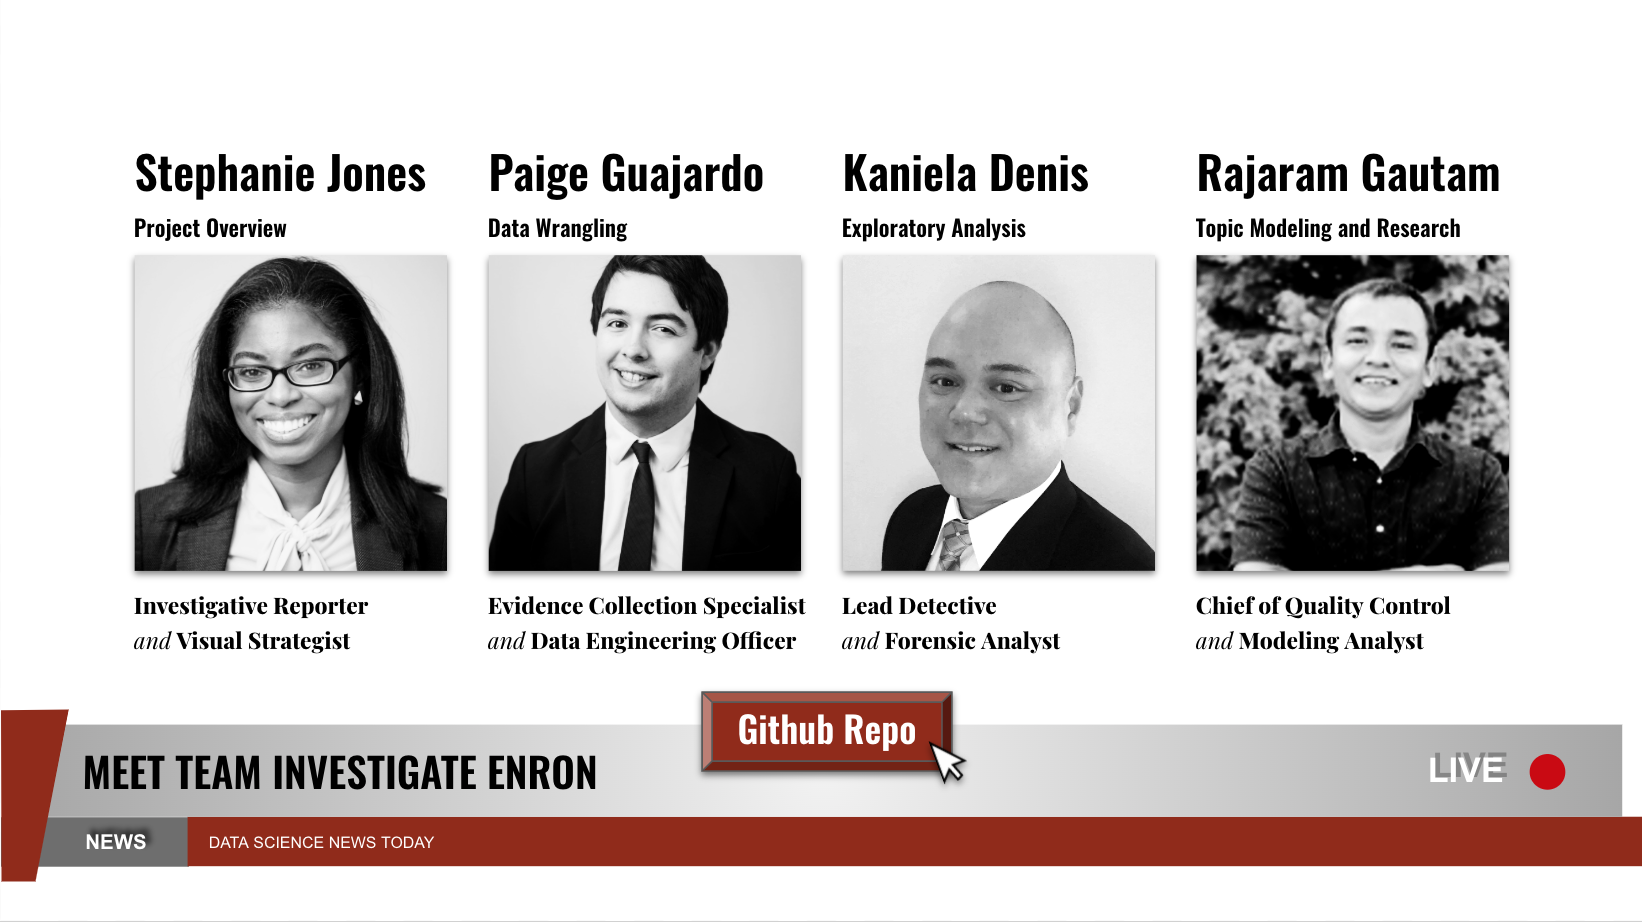 Stephanie Jones
Project Overview
Investigative Reporter
and Visual Strategist
Paige Guajardo
Data Wrangling
Evidence Collection Specialist
and Data Engineering Officer
Kaniela Denis
Exploratory Analysis
Lead Detective
and Forensic Analyst
Rajaram Gautam
Topic Modeling and Research
Chief of Quality Control
and Modeling Analyst
Github Repo
MEET TEAM INVESTIGATE ENRON
LIVE
NEWS
DATA SCIENCE NEWS TODAY